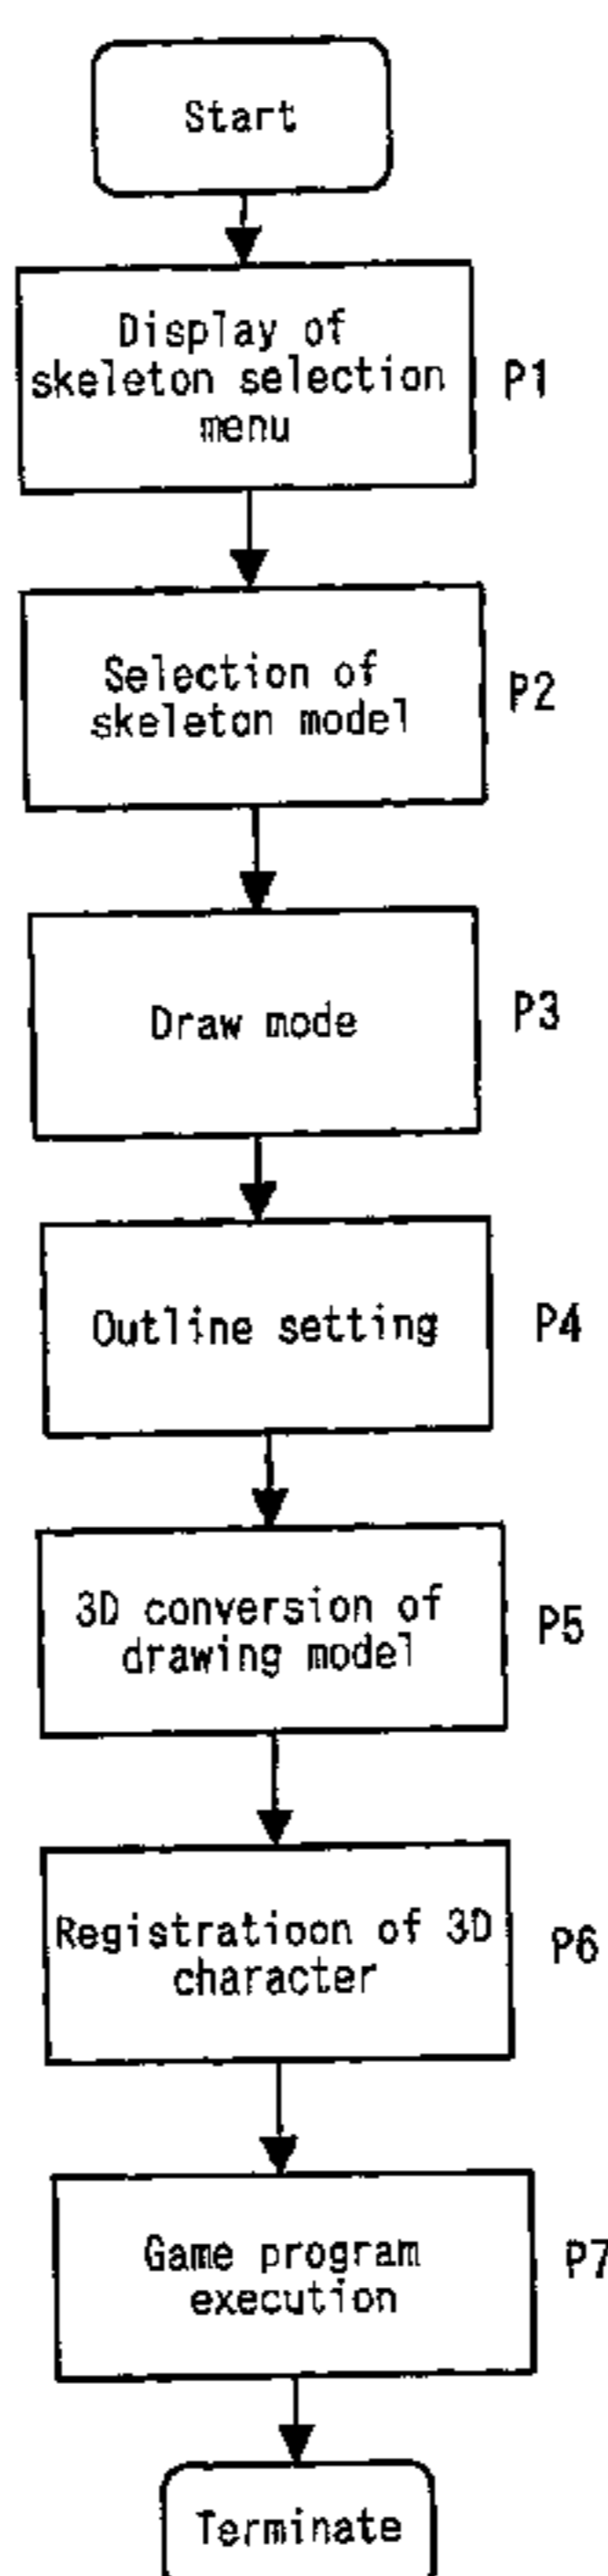 Start
Display of
skeleton selection
menu
P1
Selection of
skeleton model
P2
Draw mode
P3
Outline setting
P4
3D conversion of
drawing model
P5
Registratioon of 3D
character
P6
Game program
execution
P7
Terminate